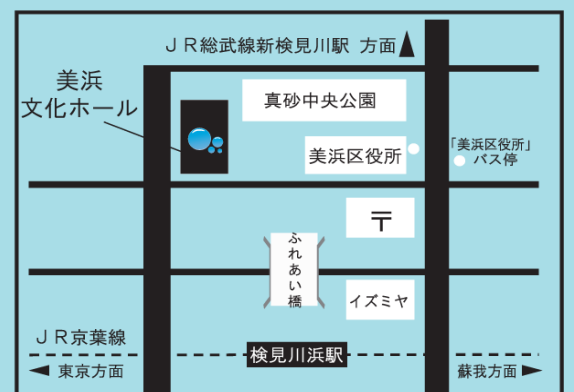 JR総武線新検見川駅 方面
美浜
文化ホール
真砂中央公園
美浜区役所
「美浜区役所」
バス停
〒
ふれあい橋
イズミヤ
JR京葉線
検見川浜駅
東京方面
蘇我方面